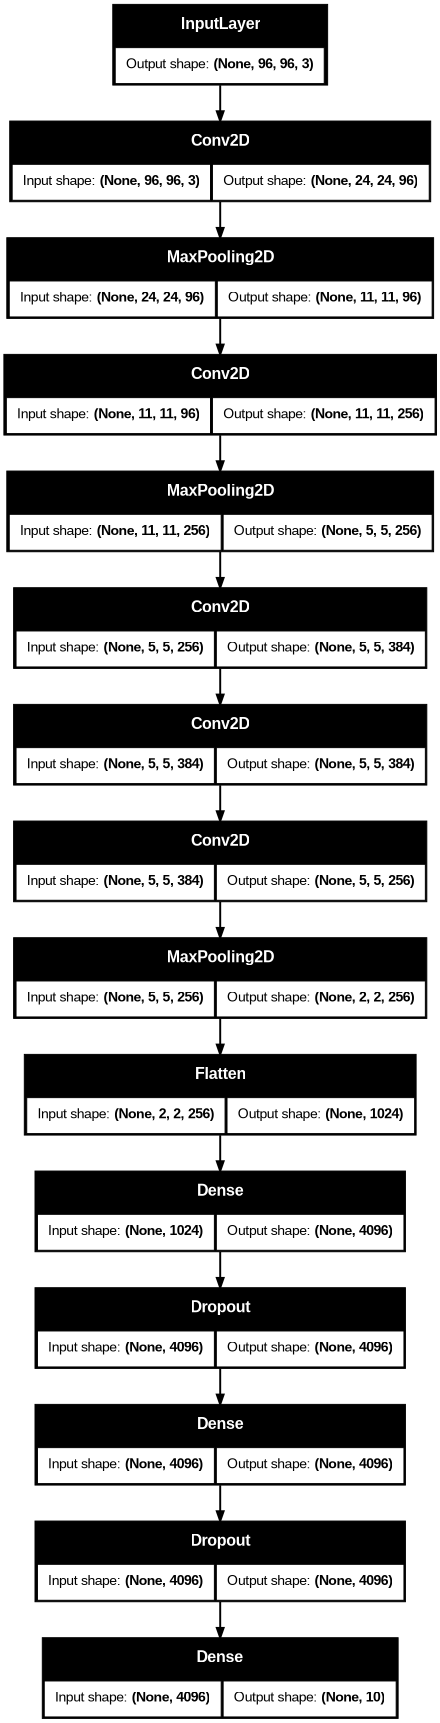 InputLayer
Output shape: (None, 96, 96, 3)
Conv2D
Input shape: (None, 96, 96, 3) Output shape: (None, 24, 24, 96)
MaxPooling2D
Input shape: (None, 24, 24, 96) Output shape: (None, 11, 11, 96)
Conv2D
Input shape: (None, 11, 11, 96) Output shape: (None, 11, 11, 256)
MaxPooling2D
Input shape: (None, 11, 11, 256) Output shape: (None, 5, 5, 256)
Conv2D
Input shape: (None, 5, 5, 256) Output shape: (None, 5, 5, 384)
Conv2D
Input shape: (None, 5, 5, 384) Output shape: (None, 5, 5, 384)
Conv2D
Input shape: (None, 5, 5, 384) Output shape: (None, 5, 5, 256)
MaxPooling2D
Input shape: (None, 5, 5, 256) Output shape: (None, 2, 2, 256)
Flatten
Input shape: (None, 2, 2, 256) Output shape: (None, 1024)
Dense
Input shape: (None, 1024) Output shape: (None, 4096)
Dropout
Input shape: (None, 4096) Output shape: (None, 4096)
Dense
Input shape: (None, 4096) Output shape: (None, 4096)
Dropout
Input shape: (None, 4096) Output shape: (None, 4096)
Dense
Input shape: (None, 4096) Output shape: (None, 10)